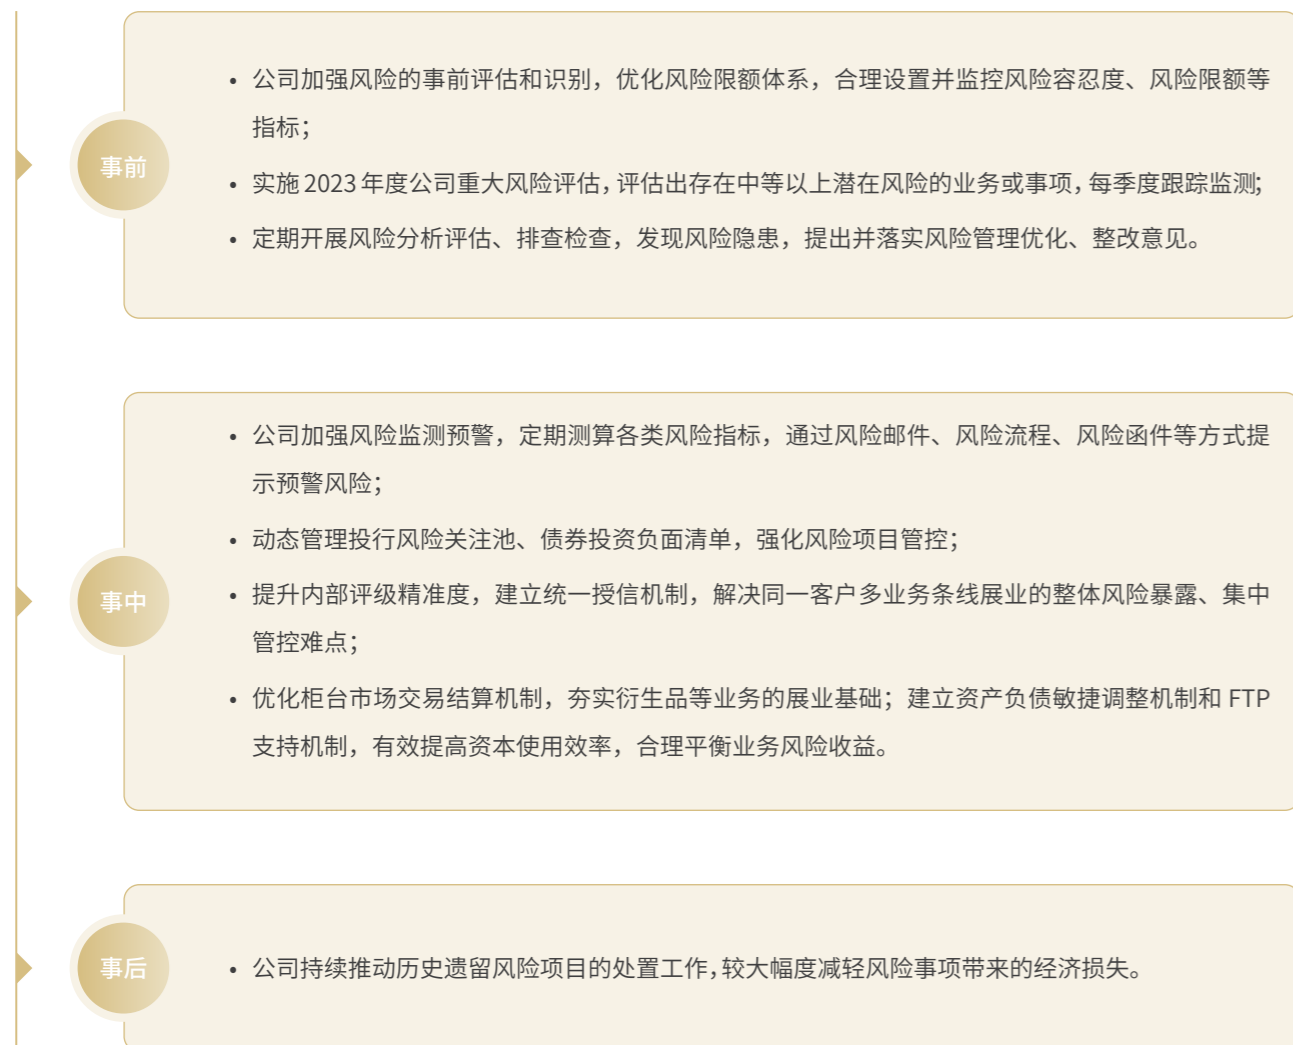 事前
• 公司加强风险的事前评估和识别，优化风险限额体系，合理设置并监控风险容忍度、风险限额等
指标；
• 实施 2023 年度公司重大风险评估，评估出存在中等以上潜在风险的业务或事项，每季度跟踪监测；
• 定期开展风险分析评估、排查检查，发现风险隐患，提出并落实风险管理优化、整改意见。
事中
• 公司加强风险监测预警，定期测算各类风险指标，通过风险邮件、风险流程、风险函件等方式提
示预警风险；
• 动态管理投行风险关注池、债券投资负面清单，强化风险项目管控；
• 提升内部评级精准度，建立统一授信机制，解决同一客户多业务条线展业的整体风险暴露、集中
管控难点；
• 优化柜台市场交易结算机制，夯实衍生品等业务的展业基础；建立资产负债敏捷调整机制和 FTP
支持机制，有效提高资本使用效率，合理平衡业务风险收益。
事后
• 公司持续推动历史遗留风险项目的处置工作，较大幅度减轻风险事项带来的经济损失。